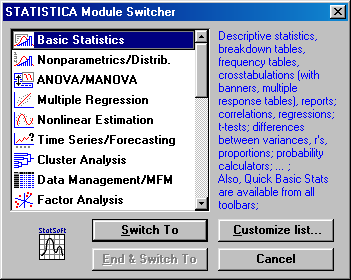 STATISTICA Module Switcher
Basic Statistics
Nonparametrics/Distrib.
ANOVA/MANOVA
Multiple Regression
Nonlinear Estimation
Time Series/Forecasting
Cluster Analysis
Data Management/MFM
Factor Analysis
Descriptive statistics,
breakdown tables,
frequency tables,
crosstabulations (with
banners, multiple
response tables), reports;
correlations, regressions;
t-tests; differences
between variances, r's,
proportions; probability
calculators; ... ;
Also, Quick Basic Stats
are available from all
toolbars;
StatSoft
Switch To
Customize list...
End & Switch To
Cancel